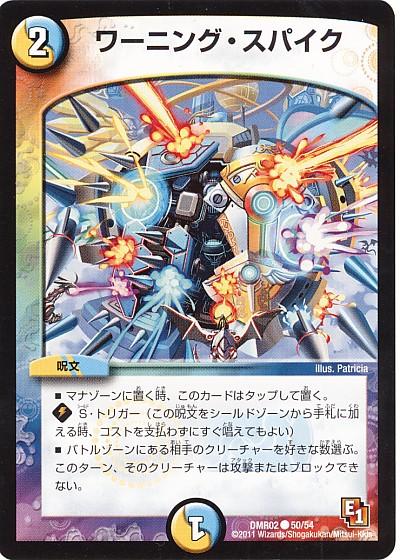 2
ワーニング・スパイク
illus. Patricia
呪文
■ マナゾーンに置く時、このカードはタップして置く。
S・トリガー（この呪文をシールドゾーンから手札に加
える時、コストを支払わずにすぐ唱えてもよい）
■ バトルゾーンにある相手のクリーチャーを好きな数選ぶ。
このターン、そのクリーチャーは攻撃またはブロックでき
ない。
1
E1
DMR02 ● 50/54
©2011 Wizards/Shogakukan/Mitsui-Kids